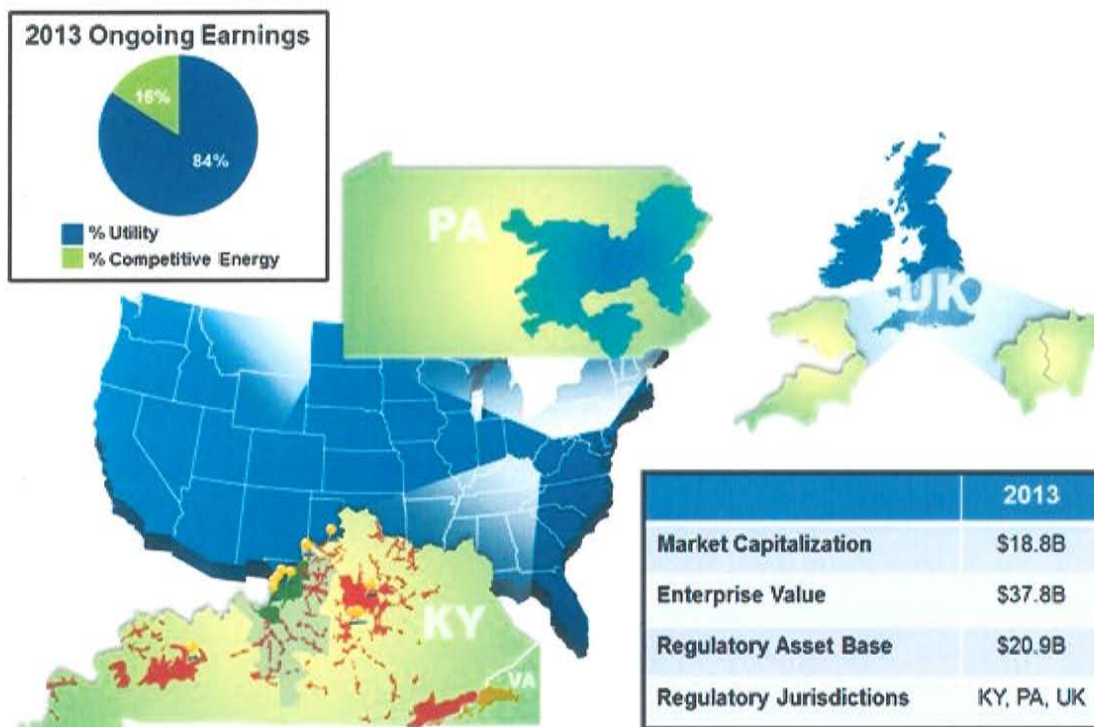 2013 Ongoing Earnings
16%
84%
% Utility
% Competitive Energy
PA
UK
KY
VA
2013
Market Capitalization $18.8B
Enterprise Value $37.8B
Regulatory Asset Base $20.9B
Regulatory Jurisdictions KY, PA, UK